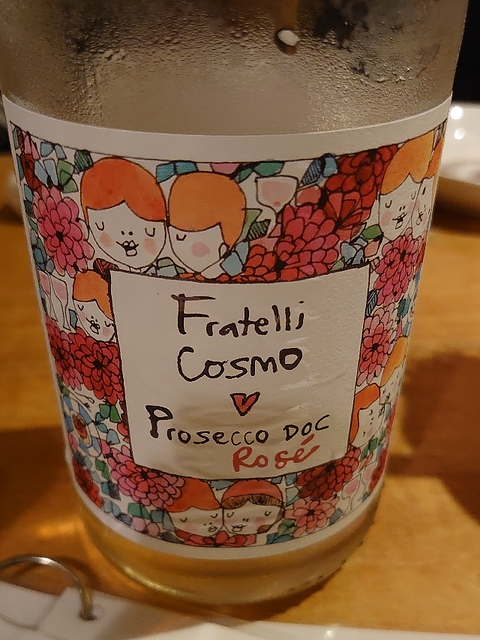 Fratelli
Cosmo
Prosecco DOC
Rosé